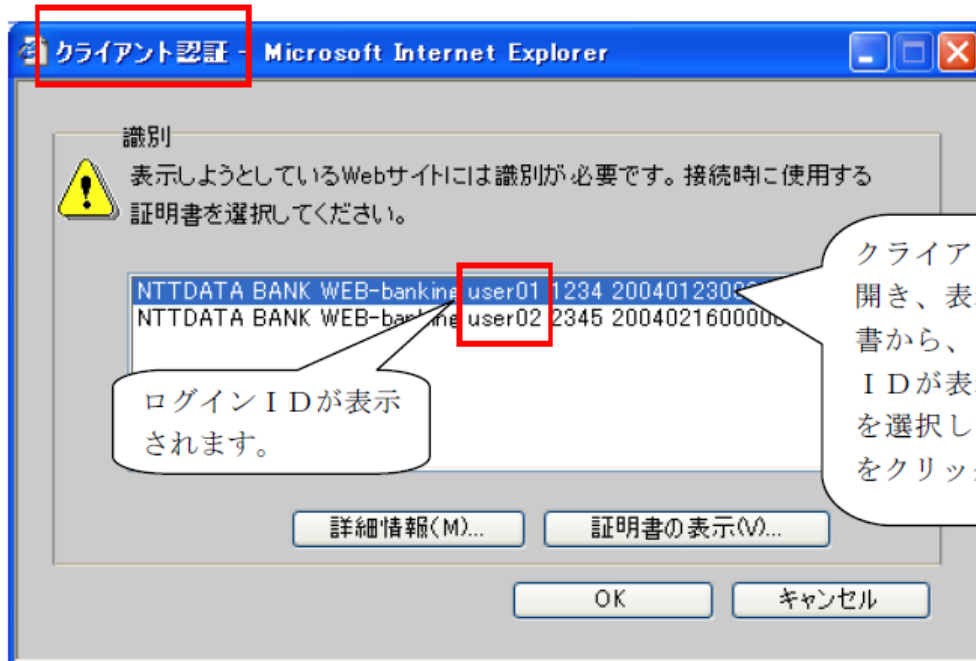 クライアント認証 - Microsoft Internet Explorer
識別
表示しようとしているWebサイトには識別が必要です。接続時に使用する
証明書を選択してください。
NTTDATA BANK WEB-banking user01 1234 200401230
NTTDATA BANK WEB-banking user02 2345 200402160000
クライア
開き、表
書から、
ＩＤが表
を選択し
をクリッ
ログインＩＤが表示
されます。
詳細情報(M)...
証明書の表示(V)...
OK
キャンセル